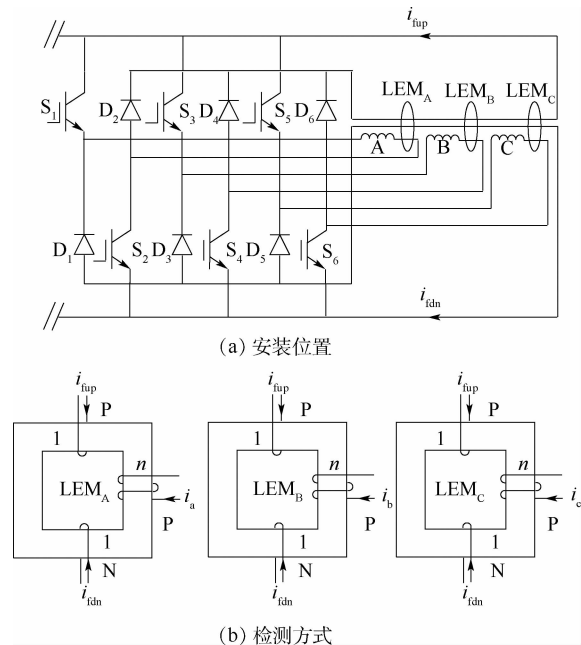 i_fup
LEM_A LEM_B LEM_C
S_1 D_2 S_3 D_4 S_5 D_6
A B C
D_1 S_2 D_3 S_4 D_5 S_6
i_fdn
(a) 安装位置
i_fup P i_fup P i_fup P
1 1 1
n n n
LEM_A LEM_B LEM_C
i_a i_b i_c
P P P
1 1 1
N N N
i_fdn i_fdn i_fdn
(b) 检测方式